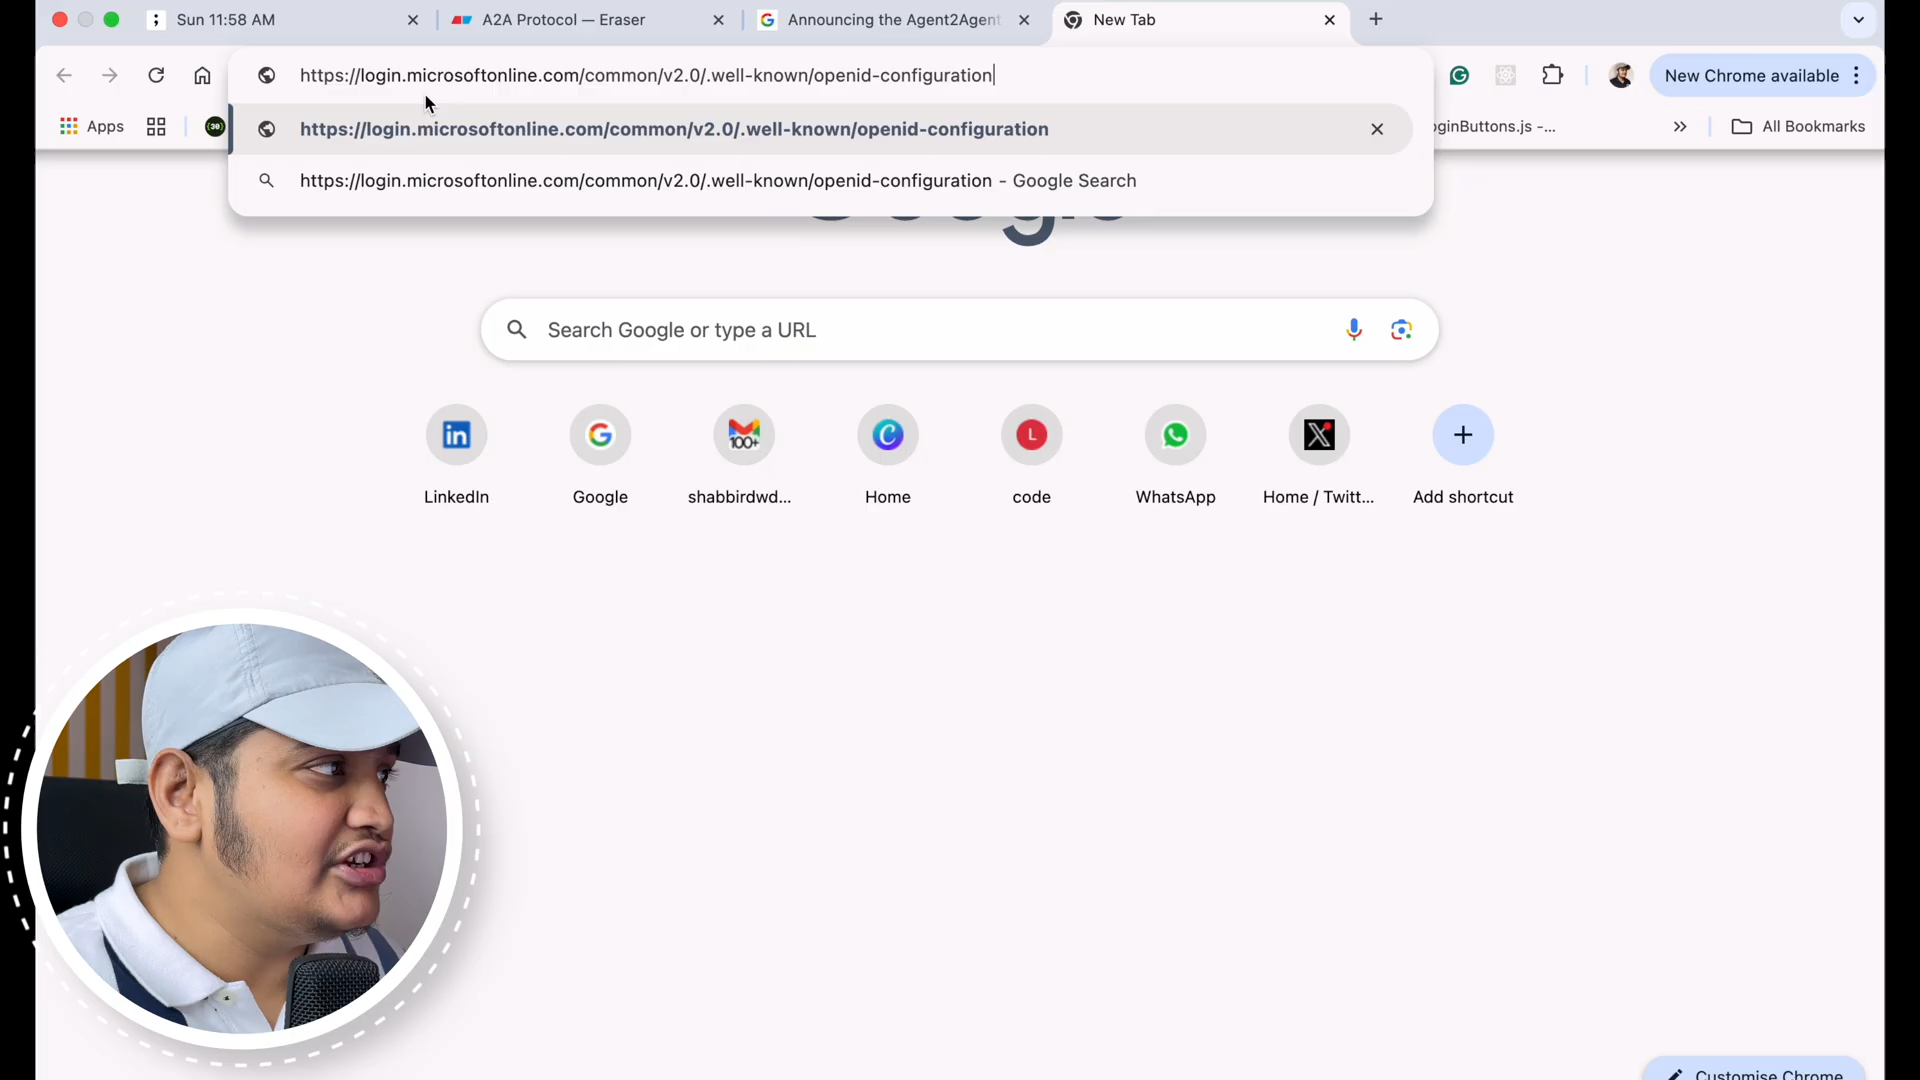 Sun 11:58 AM
A2A Protocol — Eraser
Announcing the Agent2Agent
New Tab
https://login.microsoftonline.com/common/v2.0/.well-known/openid-configuration
New Chrome available
Apps
{30}
https://login.microsoftonline.com/common/v2.0/.well-known/openid-configuration
oginButtons.js -...
All Bookmarks
https://login.microsoftonline.com/common/v2.0/.well-known/openid-configuration - Google Search
Search Google or type a URL
100+
L
LinkedIn
Google
shabbirdwd...
Home
code
WhatsApp
Home / Twitt...
Add shortcut
Customise Chrome